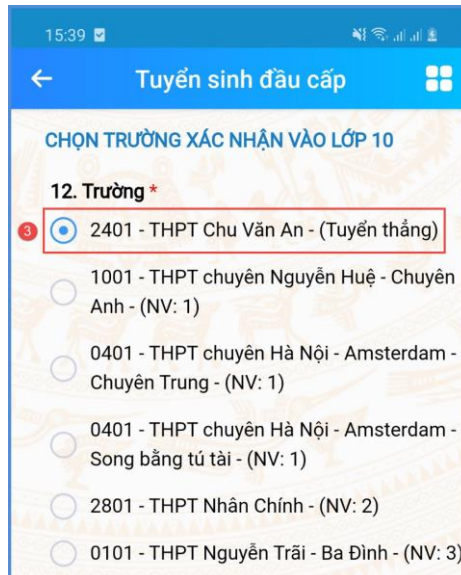 15:39
Tuyển sinh đầu cấp
CHỌN TRƯỜNG XÁC NHẬN VÀO LỚP 10
12. Trường *
3 2401 - THPT Chu Văn An - (Tuyển thẳng)
1001 - THPT chuyên Nguyễn Huệ - Chuyên
Anh - (NV: 1)
0401 - THPT chuyên Hà Nội - Amsterdam -
Chuyên Trung - (NV: 1)
0401 - THPT chuyên Hà Nội - Amsterdam -
Song bằng tú tài - (NV: 1)
2801 - THPT Nhân Chính - (NV: 2)
0101 - THPT Nguyễn Trãi - Ba Đình - (NV: 3)